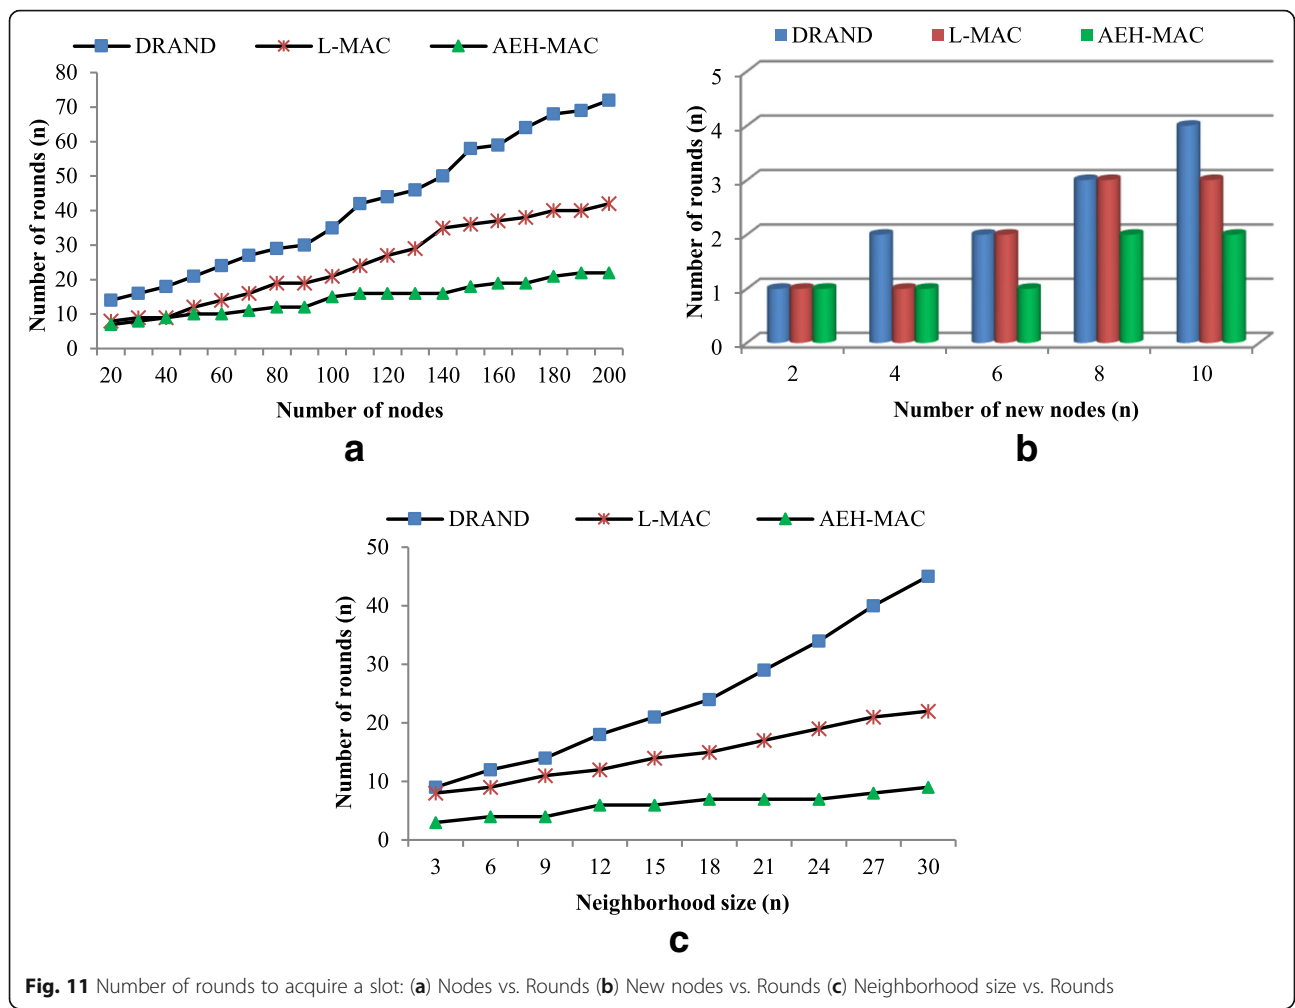 DRAND L-MAC AEH-MAC
80
70
60
50
40
30
20
10
0
Number of rounds (n)
20 40 60 80 100 120 140 160 180 200
Number of nodes
a
DRAND L-MAC AEH-MAC
5
4
3
2
1
0
Number of rounds (n)
2 4 6 8 10
Number of new nodes (n)
b
DRAND L-MAC AEH-MAC
50
40
30
20
10
0
Number of rounds (n)
3 6 9 12 15 18 21 24 27 30
Neighborhood size (n)
c
Fig. 11 Number of rounds to acquire a slot: (a) Nodes vs. Rounds (b) New nodes vs. Rounds (c) Neighborhood size vs. Rounds